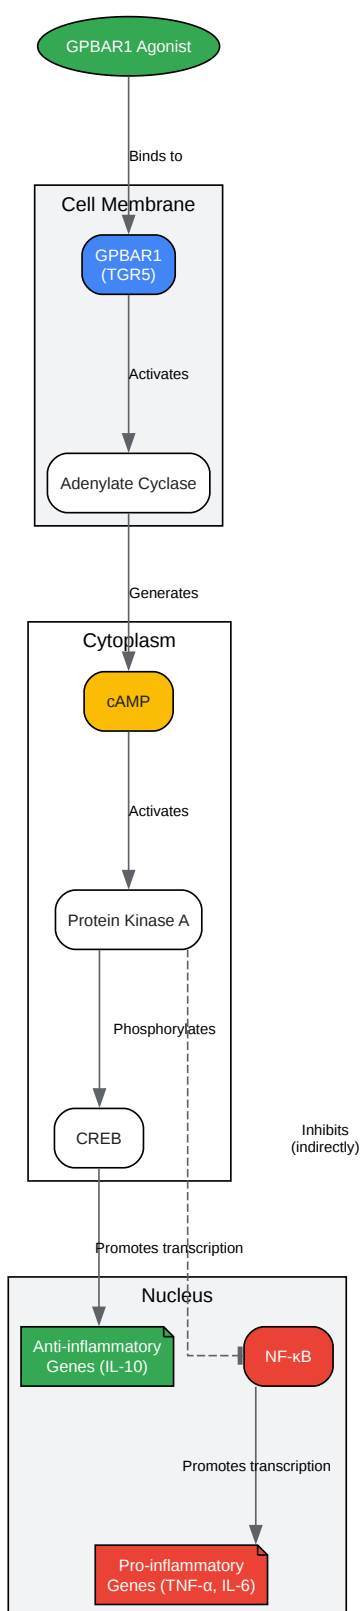 GPBAR1 Agonist
Binds to
Cell Membrane
GPBAR1
(TGR5)
Activates
Adenylate Cyclase
Generates
Cytoplasm
cAMP
Activates
Protein Kinase A
Phosphorylates
Inhibits
(indirectly)
CREB
Promotes transcription
Nucleus
Anti-inflammatory
Genes (IL-10)
NF-κB
Promotes transcription
Pro-inflammatory
Genes (TNF-α, IL-6)